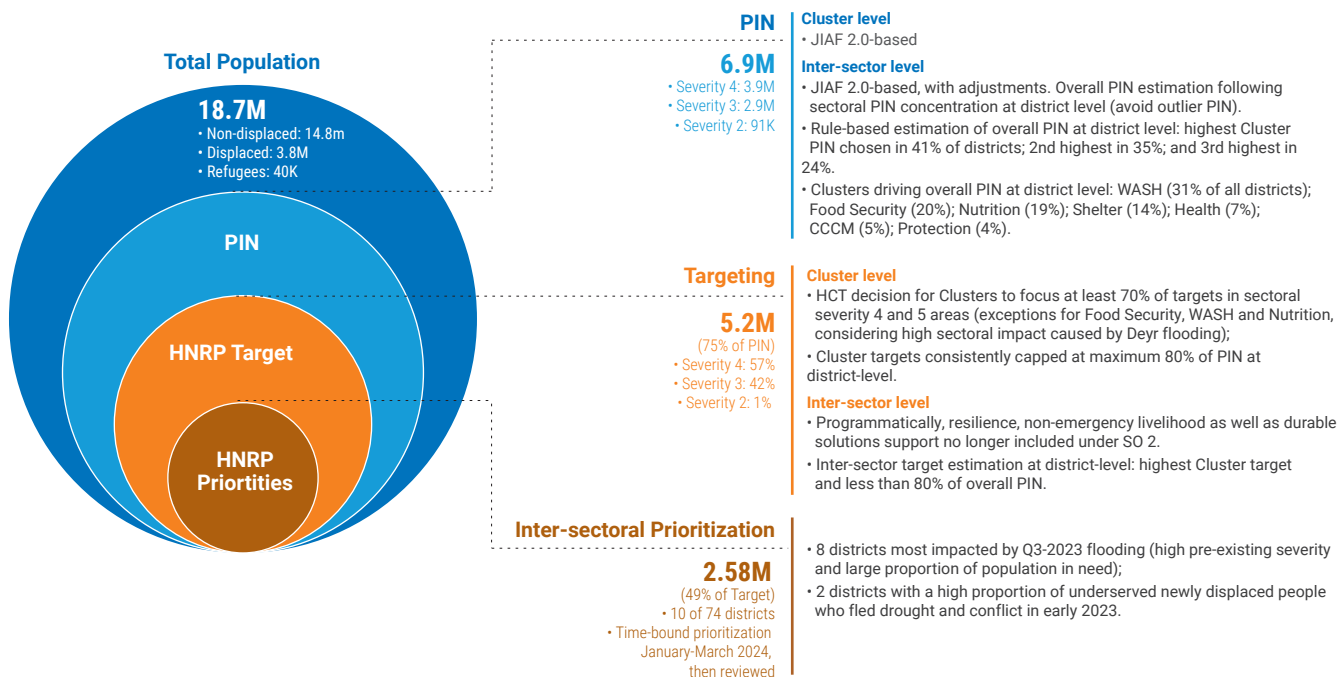 Total Population
18.7M
• Non-displaced: 14.8m
• Displaced: 3.8M
• Refugees: 40K
PIN
HNRP Target
HNRP
Priortities
PIN
6.9M
• Severity 4: 3.9M
• Severity 3: 2.9M
• Severity 2: 91K
Cluster level
• JIAF 2.0-based
Inter-sector level
• JIAF 2.0-based, with adjustments. Overall PIN estimation following
sectoral PIN concentration at district level (avoid outlier PIN).
• Rule-based estimation of overall PIN at district level: highest Cluster
PIN chosen in 41% of districts; 2nd highest in 35%; and 3rd highest in
24%.
• Clusters driving overall PIN at district level: WASH (31% of all districts);
Food Security (20%); Nutrition (19%); Shelter (14%); Health (7%);
CCCM (5%); Protection (4%).
Targeting
5.2M
(75% of PIN)
• Severity 4: 57%
• Severity 3: 42%
• Severity 2: 1%
Cluster level
• HCT decision for Clusters to focus at least 70% of targets in sectoral
severity 4 and 5 areas (exceptions for Food Security, WASH and Nutrition,
considering high sectoral impact caused by Deyr flooding);
• Cluster targets consistently capped at maximum 80% of PIN at
district-level.
Inter-sector level
• Programmatically, resilience, non-emergency livelihood as well as durable
solutions support no longer included under SO 2.
• Inter-sector target estimation at district-level: highest Cluster target
and less than 80% of overall PIN.
Inter-sectoral Prioritization
2.58M
(49% of Target)
• 10 of 74 districts
• Time-bound prioritization
January-March 2024,
then reviewed
• 8 districts most impacted by Q3-2023 flooding (high pre-existing severity
and large proportion of population in need);
• 2 districts with a high proportion of underserved newly displaced people
who fled drought and conflict in early 2023.